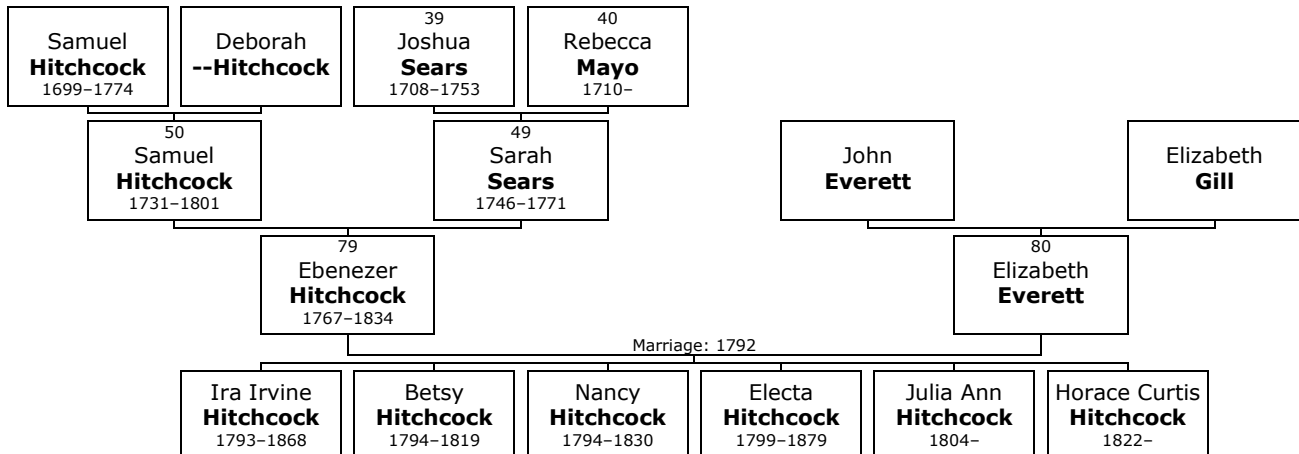 Samuel
Hitchcock
1699–1774
Deborah
--Hitchcock
39
Joshua
Sears
1708–1753
40
Rebecca
Mayo
1710–
50
Samuel
Hitchcock
1731–1801
49
Sarah
Sears
1746–1771
John
Everett
Elizabeth
Gill
79
Ebenezer
Hitchcock
1767–1834
80
Elizabeth
Everett
Marriage: 1792
Ira Irvine
Hitchcock
1793–1868
Betsy
Hitchcock
1794–1819
Nancy
Hitchcock
1794–1830
Electa
Hitchcock
1799–1879
Julia Ann
Hitchcock
1804–
Horace Curtis
Hitchcock
1822–